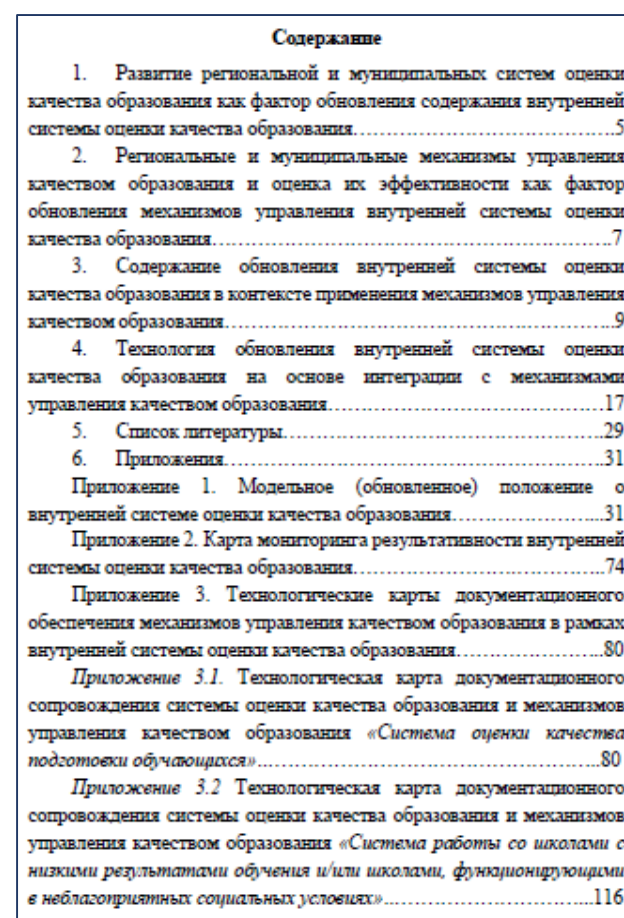 Содержание
1. Развитие региональной и муниципальных систем оценки
качества образования как фактор обновления содержания внутренней
системы оценки качества образования……………………………….5
2. Региональные и муниципальные механизмы управления
качеством образования и оценка их эффективности как фактор
обновления механизмов управления внутренней системы оценки
качества образования……………………………………………….7
3. Содержание обновления внутренней системы оценки
качества образования в контексте применения механизмов управления
качеством образования……………………………………………….9
4. Технология обновления внутренней системы оценки
качества образования на основе интеграции с механизмами
управления качеством образования…………………………………17
5. Список литературы…………………………………………29
6. Приложения…………………………………………………31
Приложение 1. Модельное (обновленное) положение о
внутренней системе оценки качества образования…………………...31
Приложение 2. Карта мониторинга результативности внутренней
системы оценки качества образования………………………………74
Приложение 3. Технологические карты документационного
обеспечения механизмов управления качеством образования в рамках
внутренней системы оценки качества образования…………………..80
Приложение 3.1. Технологическая карта документационного
сопровождения системы оценки качества образования и механизмов
управления качеством образования «Система оценки качества
подготовки обучающихся»…………………………………………..80
Приложение 3.2 Технологическая карта документационного
сопровождения системы оценки качества образования и механизмов
управления качеством образования «Система работы со школами с
низкими результатами обучения и/или школами, функционирующими
в неблагоприятных социальных условиях»…………………………...116